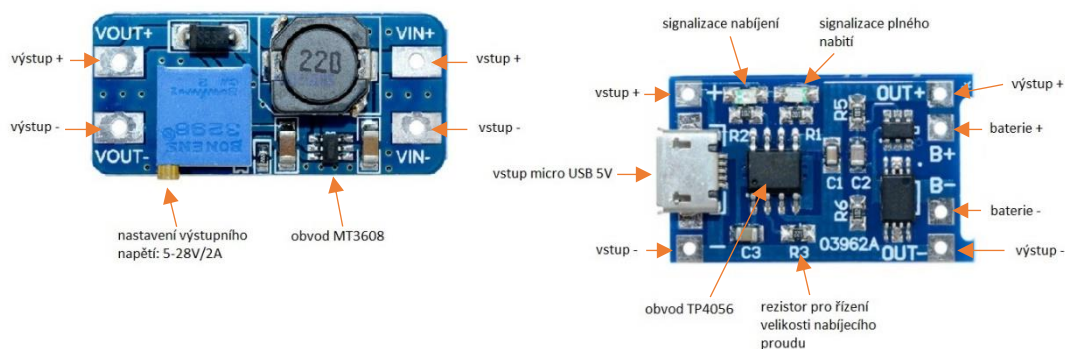 VOUT+
VIN+
220
výstup +
vstup +
výstup -
vstup -
3296
VOUT-
VIN-
nastavení výstupního
napětí: 5-28V/2A
obvod MT3608
signalizace nabíjení
signalizace plného
nabití
vstup +
+
OUT+
výstup +
R5
R2
R1
baterie +
B+
vstup micro USB 5V
C1
C2
B-
R6
baterie -
vstup -
-
C3
R3
03962A
OUT-
výstup -
obvod TP4056
rezistor pro řízení
velikosti nabíjecího
proudu